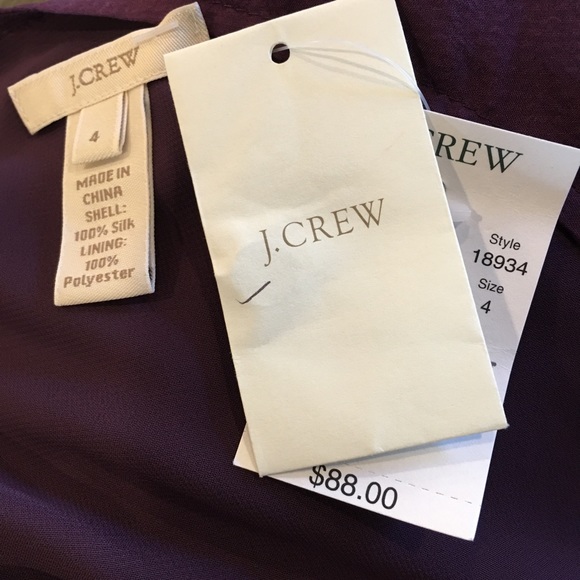 J.CREW
4
MADE IN
CHINA
SHELL:
100% Silk
LINING:
100%
Polyester
J.CREW
CREW
Style
18934
Size
4
$88.00